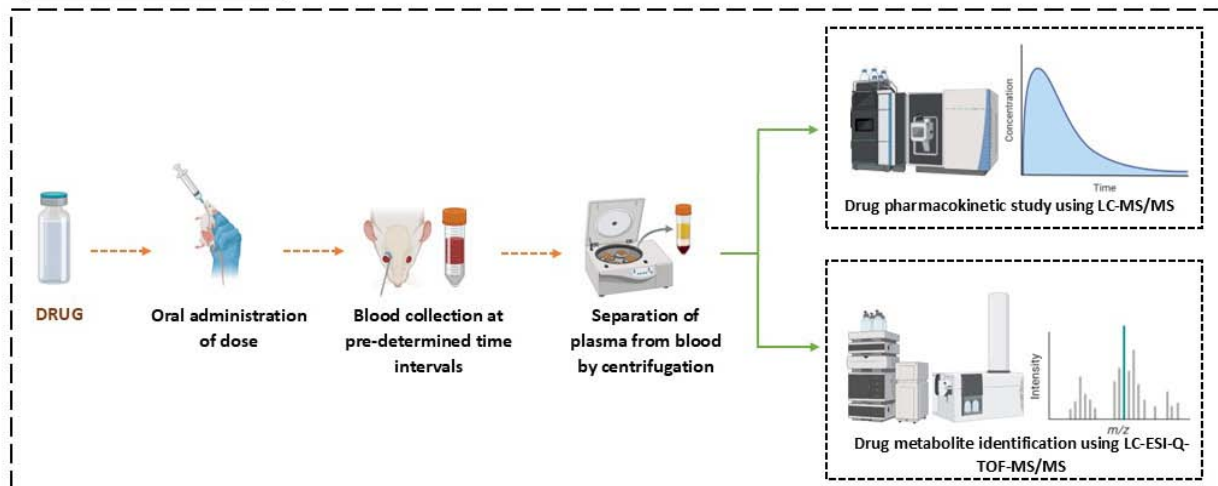 DRUG
Oral administration
of dose
Blood collection at
pre-determined time
intervals
Separation of
plasma from blood
by centrifugation
Concentration
Time
Drug pharmacokinetic study using LC-MS/MS
Intensity
m/z
Drug metabolite identification using LC-ESI-Q-
TOF-MS/MS